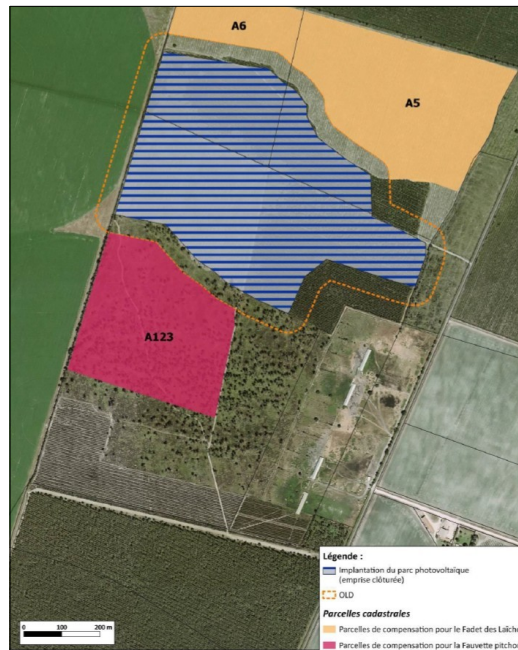 A6
A5
A123
Légende :
Implantation du parc photovoltaïque
(emprise clôturée)
OLD
Parcelles cadastrales
Parcelles de compensation pour le Fadet des Laîche
Parcelles de compensation pour la Fauvette pitchou
0 100 200 m